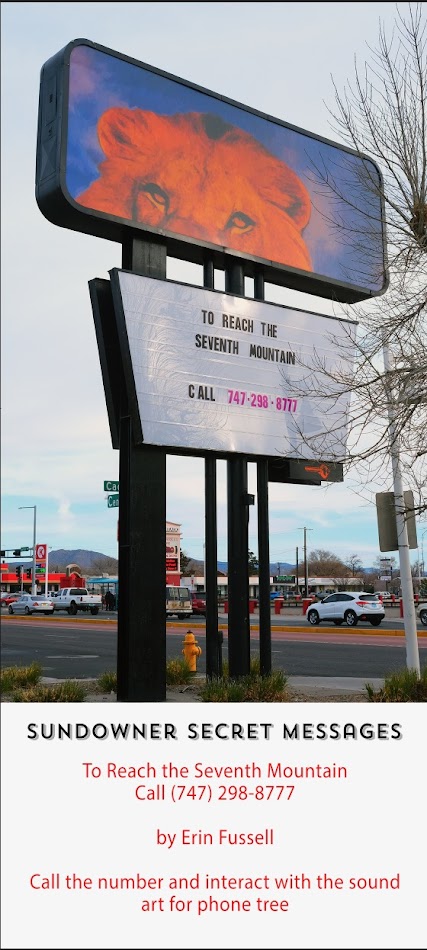 TO REACH THE
SEVENTH MOUNTAIN
CALL 747-298-8777
SUNDOWNER SECRET MESSAGES
To Reach the Seventh Mountain
Call (747) 298-8777
by Erin Fussell
Call the number and interact with the sound
art for phone tree